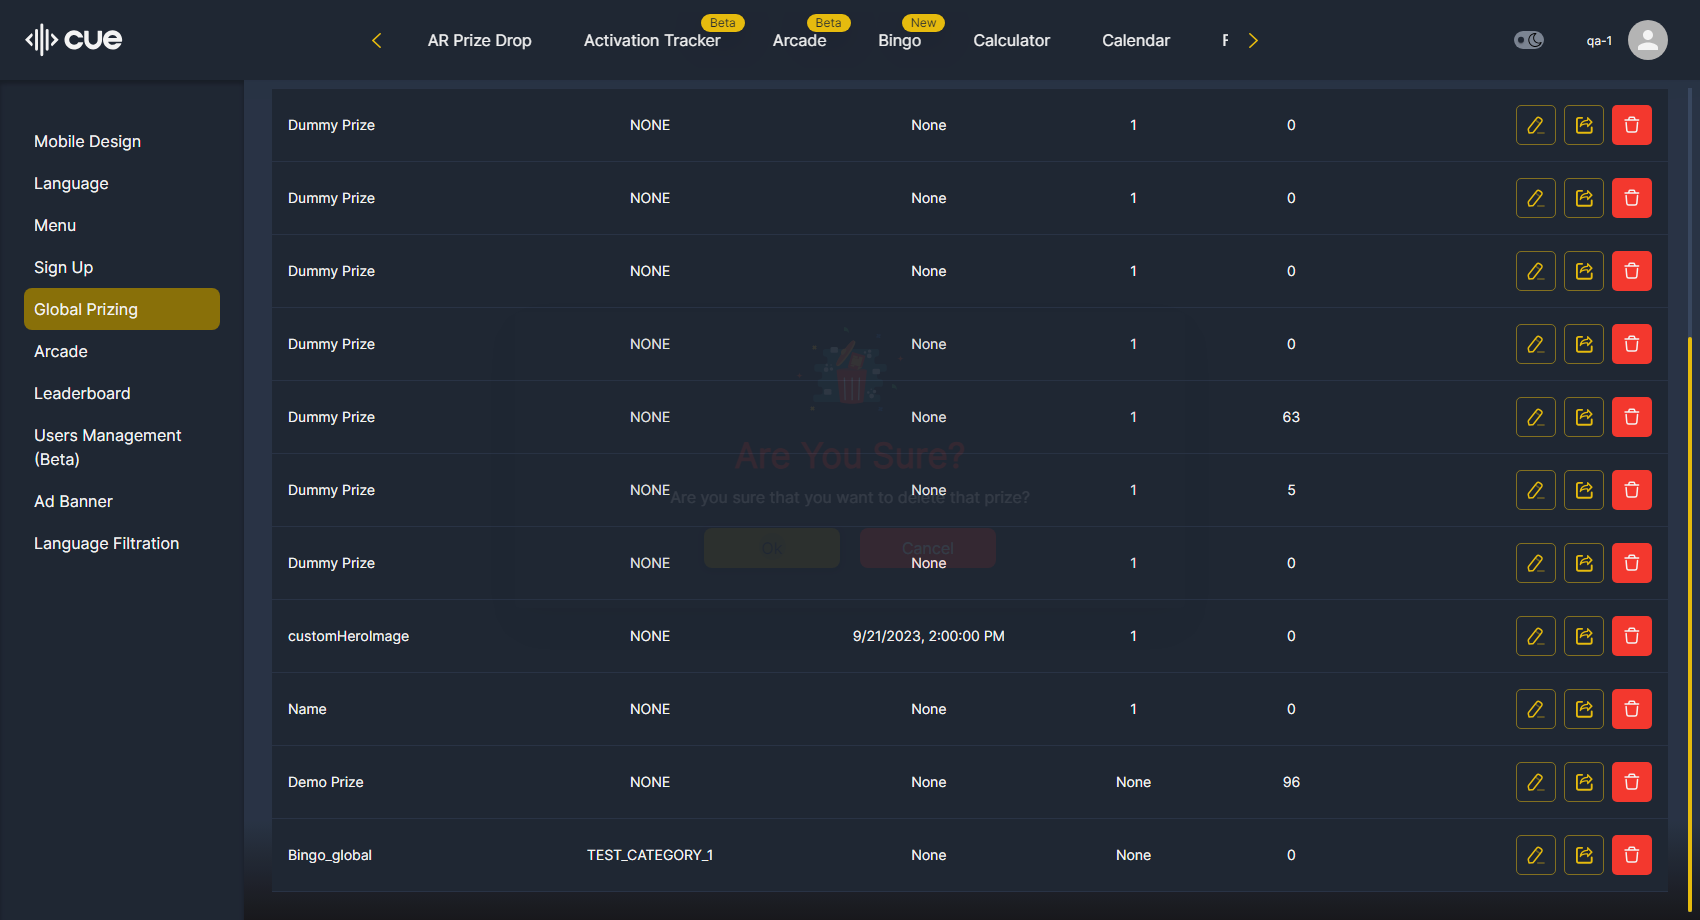 cue
AR Prize Drop
Activation Tracker
Beta
Arcade
Beta
Bingo
New
Calculator
Calendar
qa-1
Mobile Design
Language
Menu
Sign Up
Global Prizing
Arcade
Leaderboard
Users Management
(Beta)
Ad Banner
Language Filtration
Dummy Prize NONE None 1 0
Dummy Prize NONE None 1 0
Dummy Prize NONE None 1 0
Dummy Prize NONE None 1 0
Dummy Prize NONE None 1 63
Dummy Prize NONE None 1 5
Dummy Prize NONE None 1 0
customHeroImage NONE 9/21/2023, 2:00:00 PM 1 0
Name NONE None 1 0
Demo Prize NONE None None 96
Bingo_global TEST_CATEGORY_1 None None 0
Are You Sure?
Are you sure that you want to delete that prize?
Ok
Cancel